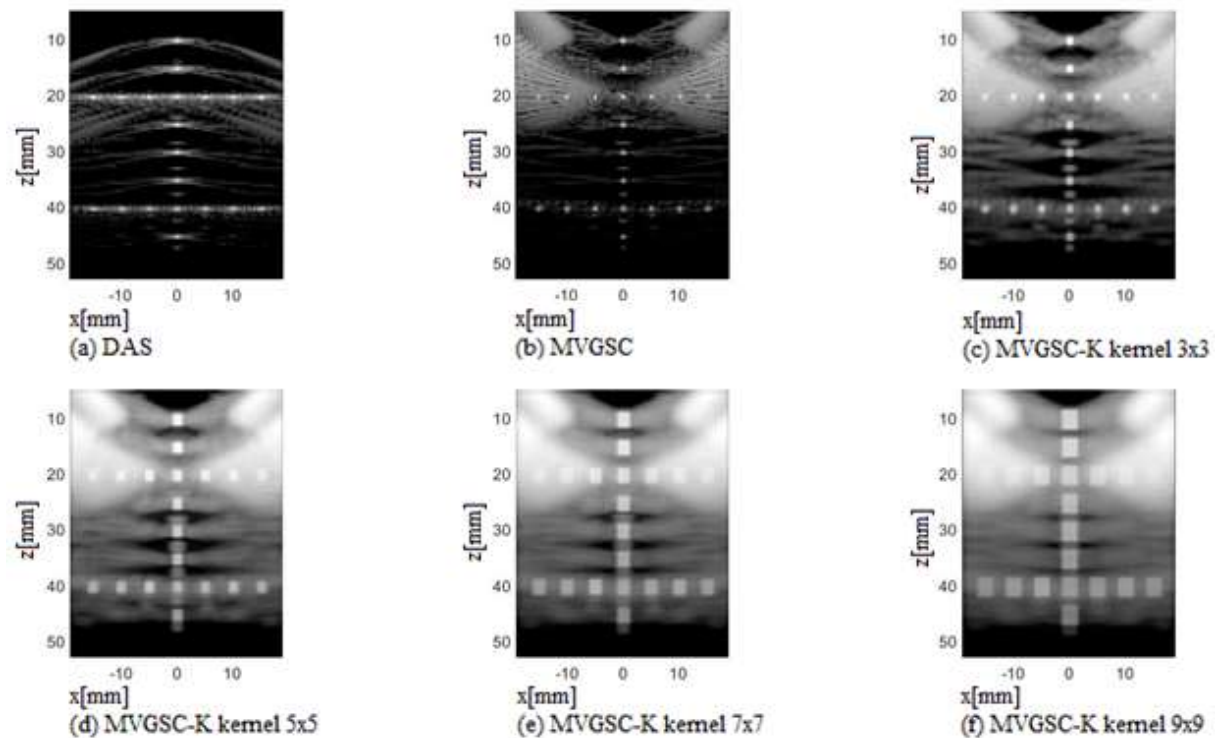 10
20
z[mm]
30
40
50
-10 0 10
x[mm]
(a) DAS
10
20
z[mm]
30
40
50
-10 0 10
x[mm]
(b) MVGSC
10
20
z[mm]
30
40
50
-10 0 10
x[mm]
(c) MVGSC-K kernel 3x3
10
20
z[mm]
30
40
50
-10 0 10
x[mm]
(d) MVGSC-K kernel 5x5
10
20
z[mm]
30
40
50
-10 0 10
x[mm]
(e) MVGSC-K kernel 7x7
10
20
z[mm]
30
40
50
-10 0 10
x[mm]
(f) MVGSC-K kernel 9x9